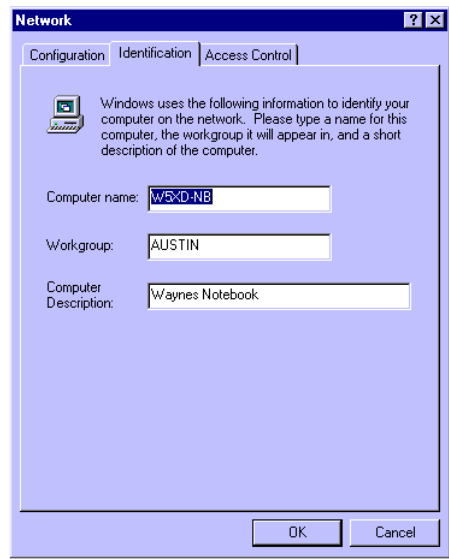 Network
Configuration Identification Access Control
Windows uses the following information to identify your
computer on the network. Please type a name for this
computer, the workgroup it will appear in, and a short
description of the computer.
Computer name: W5XD-NB
Workgroup: AUSTIN
Computer
Description: Waynes Notebook
OK Cancel